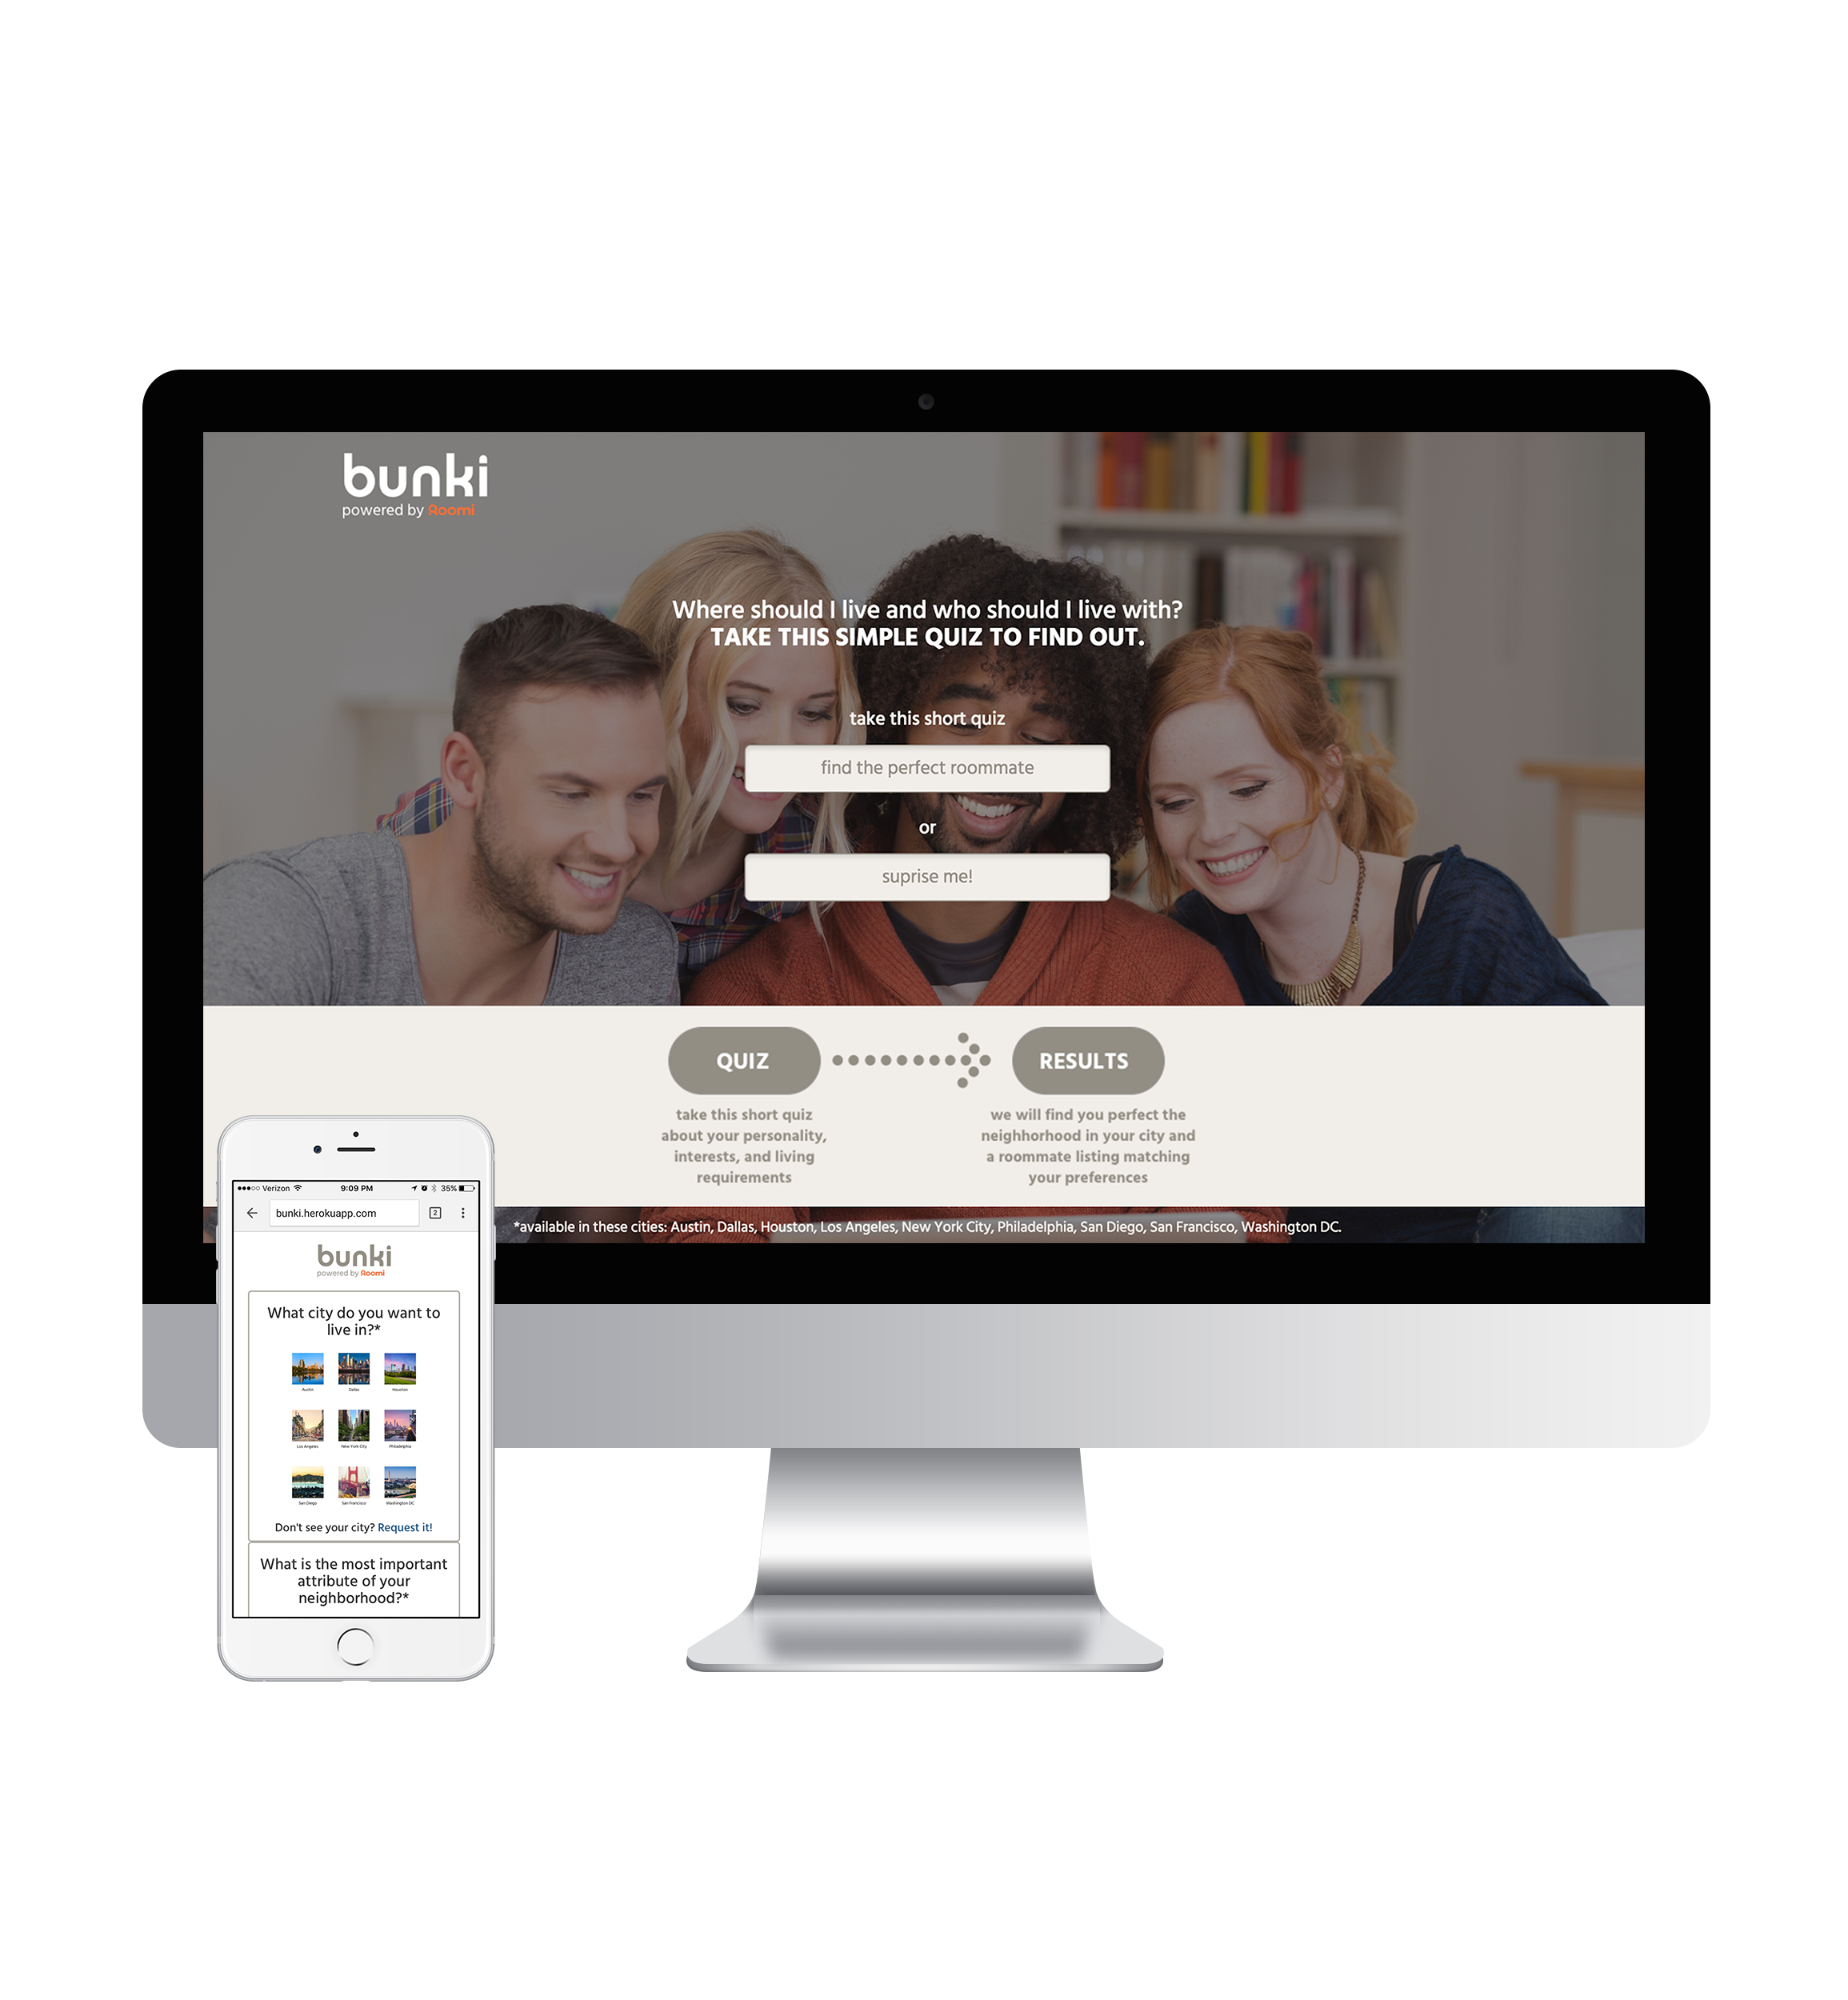 bunki
powered by Roomi
Where should I live and who should I live with?
TAKE THIS SIMPLE QUIZ TO FIND OUT.
take this short quiz
find the perfect roommate
or
suprise me!
QUIZ
RESULTS
take this short quiz
about your personality,
interests, and living
requirements
we will find you perfect the
neighhorhood in your city and
a roommate listing matching
your preferences
*available in these cities: Austin, Dallas, Houston, Los Angeles, New York City, Philadelphia, San Diego, San Francisco, Washington DC.
Verizon 9:09 PM 35%
bunki.herokuapp.com 2
bunki
powered by Roomi
What city do you want to
live in?*
Austin Dallas Houston
Los Angeles New York City Philadelphia
San Diego San Francisco Washington DC
Don't see your city? Request it!
What is the most important
attribute of your
neighborhood?*